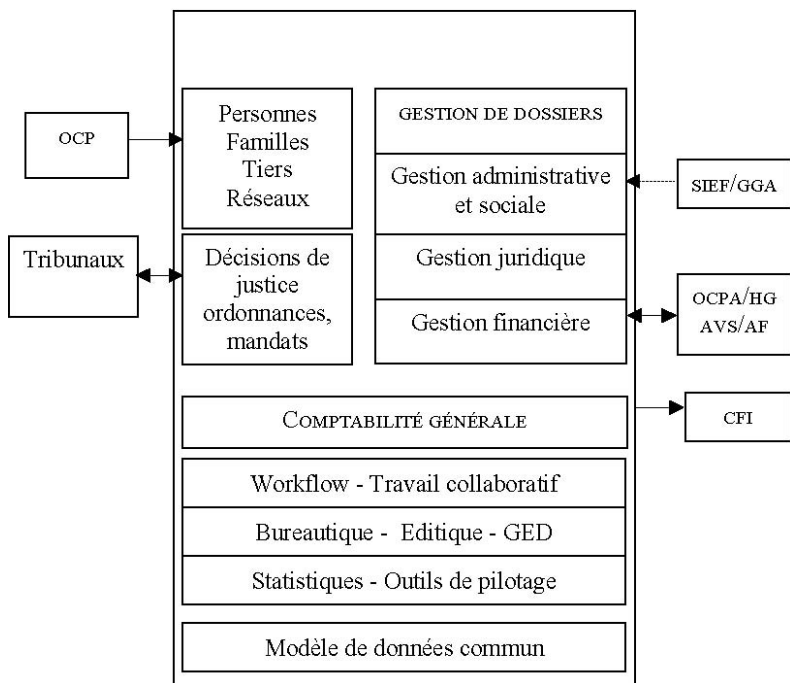 OCP
Tribunaux
Personnes
Familles
Tiers
Réseaux
Décisions de
justice
ordonnances,
mandats
GESTION DE DOSSIERS
Gestion administrative
et sociale
Gestion juridique
Gestion financière
SIEF/GGA
OCPA/HG
AVS/AF
CFI
COMPTABILITÉ GÉNÉRALE
Workflow - Travail collaboratif
Bureautique - Editique - GED
Statistiques - Outils de pilotage
Modèle de données commun